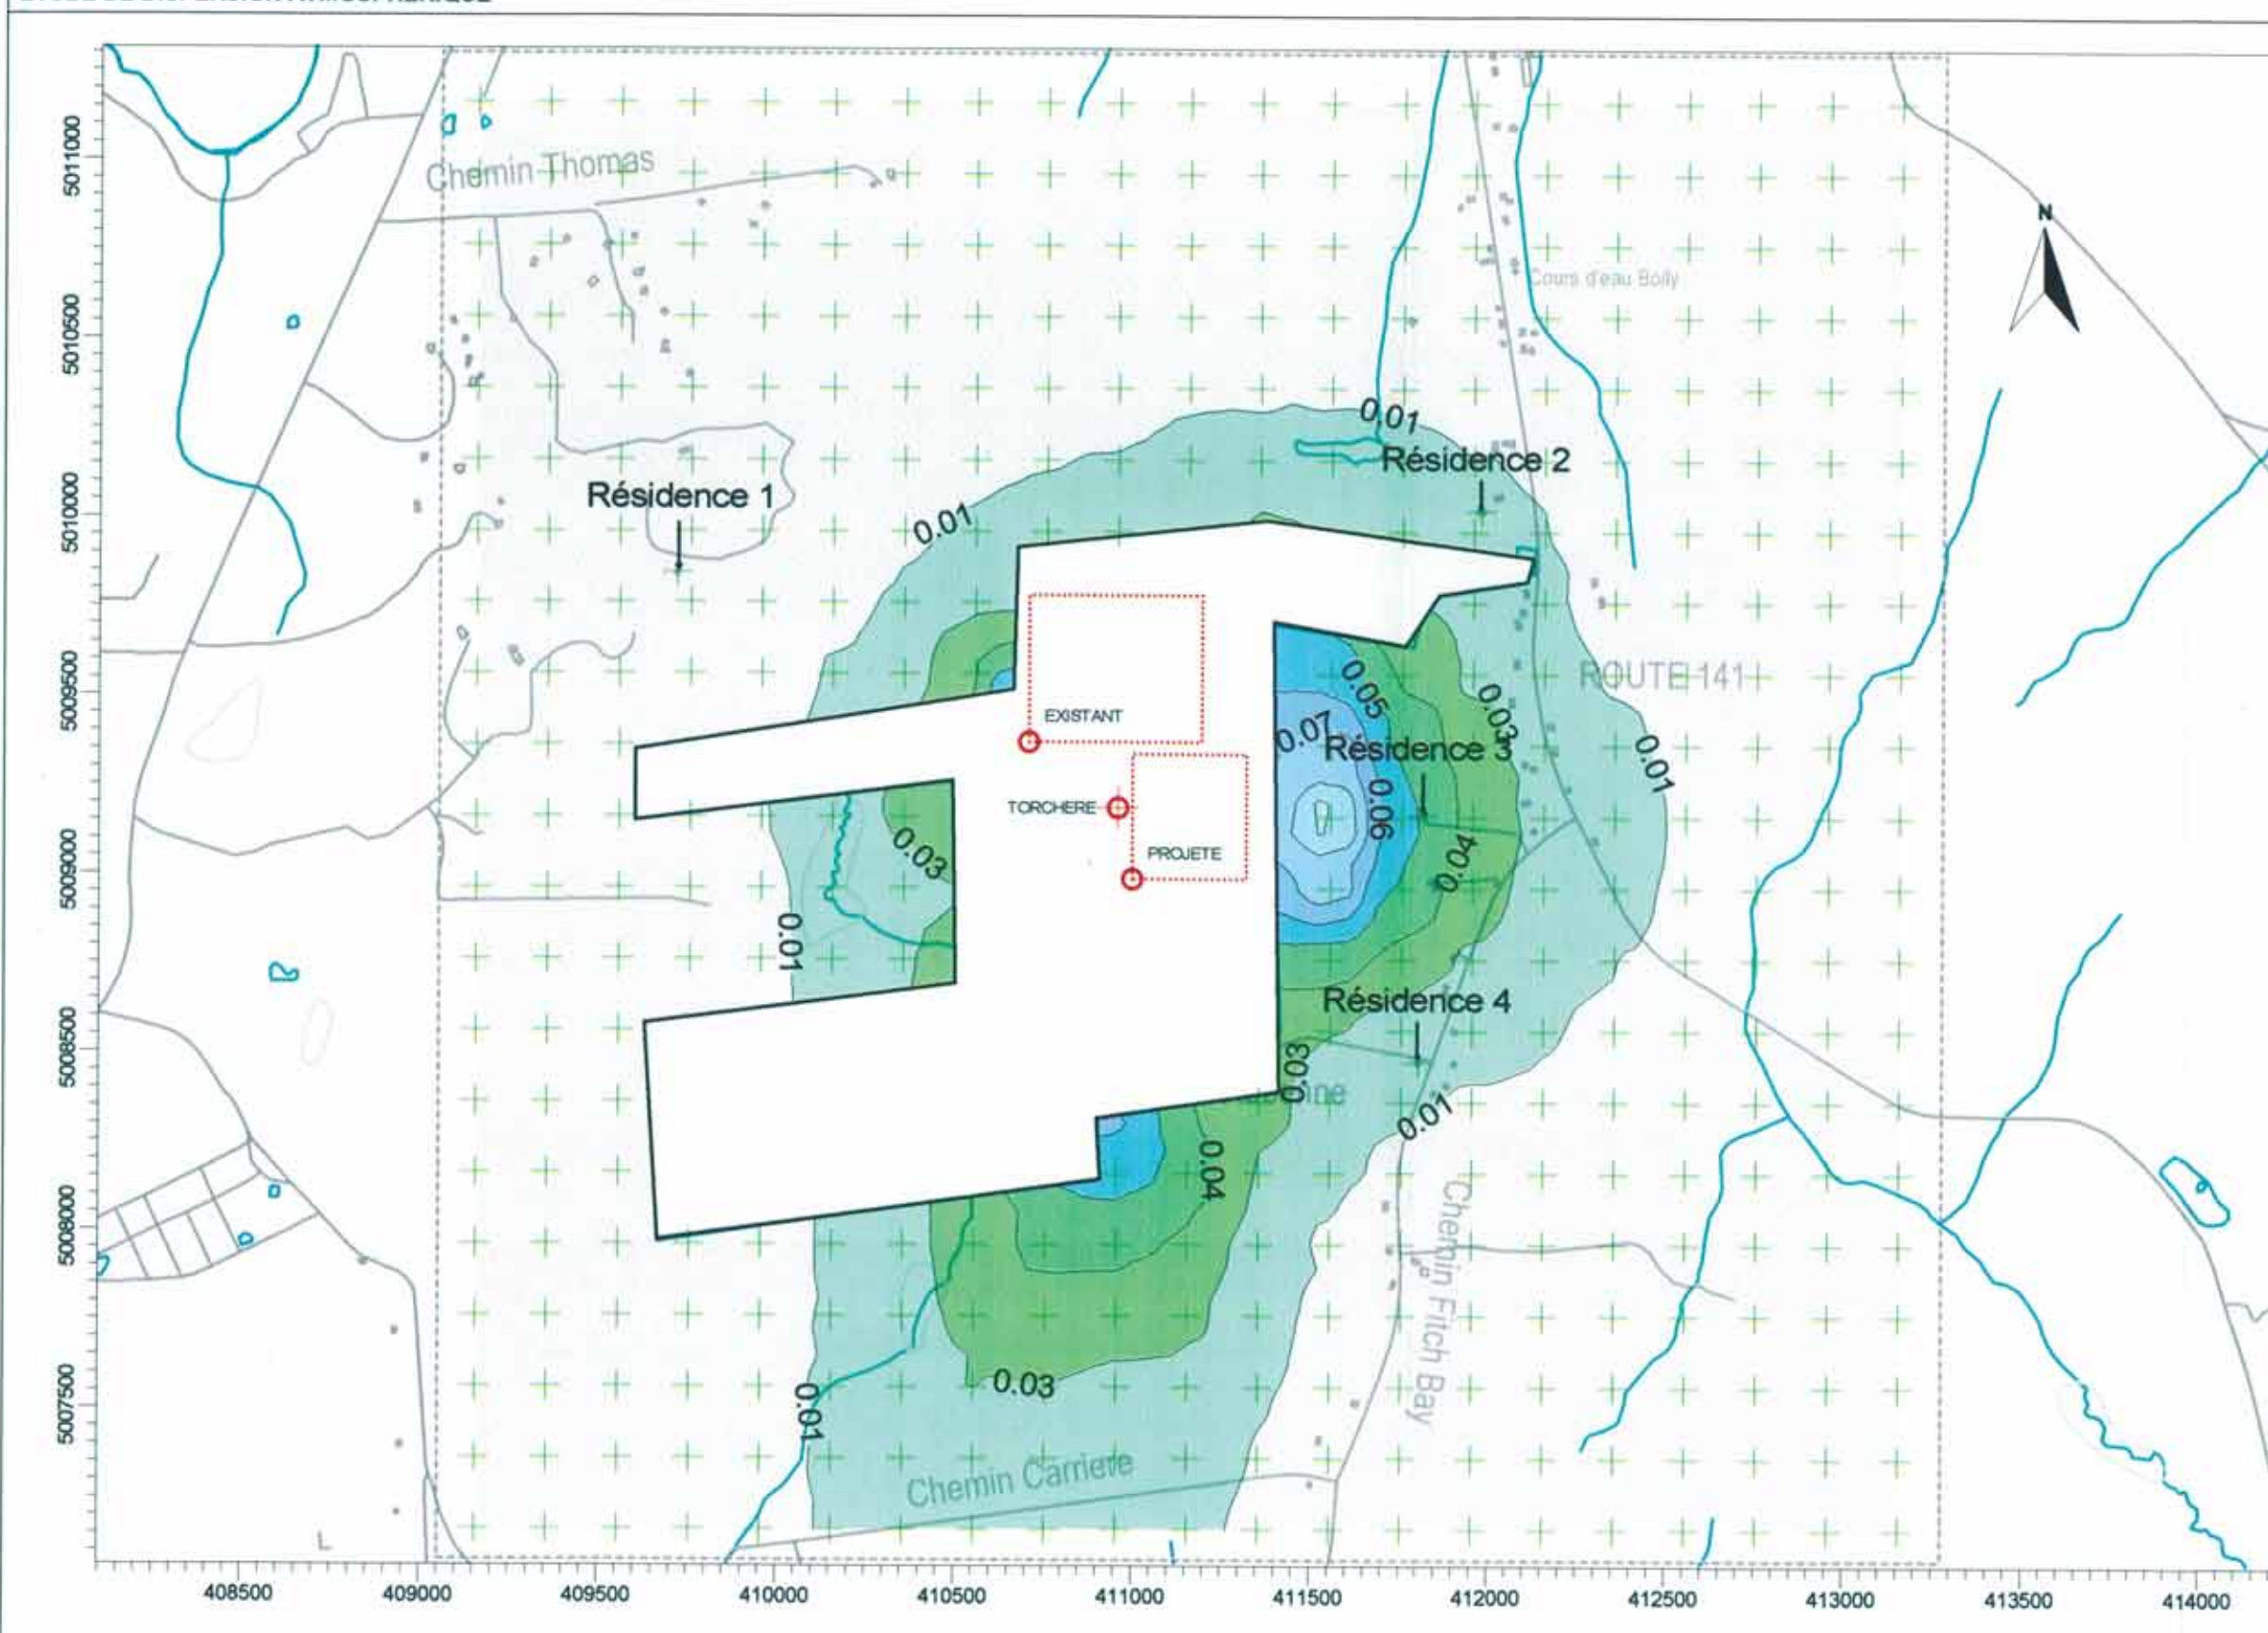 5011000
5010500
5010000
5009500
5009000
5008500
5008000
5007500
Chemin Thomas
N
Cours d'eau Boily
0.01
Résidence 2
Résidence 1
0.01
ROUTE 141
0.05
0.03
EXISTANT
0.07
Résidence 3
0.01
TORCHERE
0.06
0.03
PROJETE
0.04
0.01
Résidence 4
0.03
0.01
0.04
Chemin Fitch Bay
0.03
0.01
Chemin Carriere
408500 409000 409500 410000 410500 411000 411500 412000 412500 413000 413500 414000